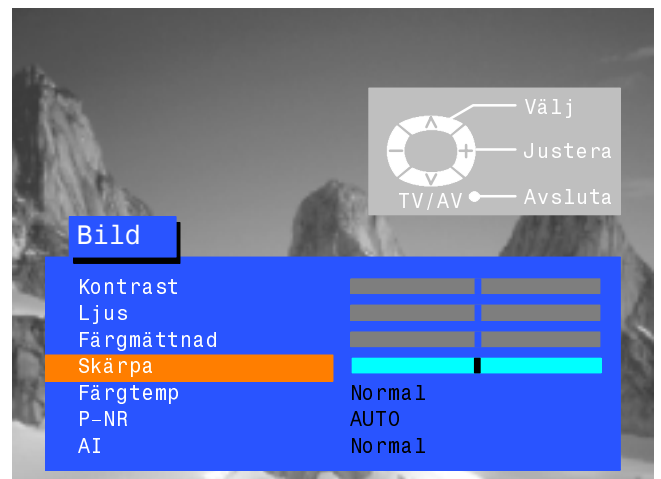 Välj
Justera
TV/AV Avsluta
Bild
Kontrast
Ljus
Färgmättnad
Skärpa
Färgtemp Normal
P-NR AUTO
AI Normal